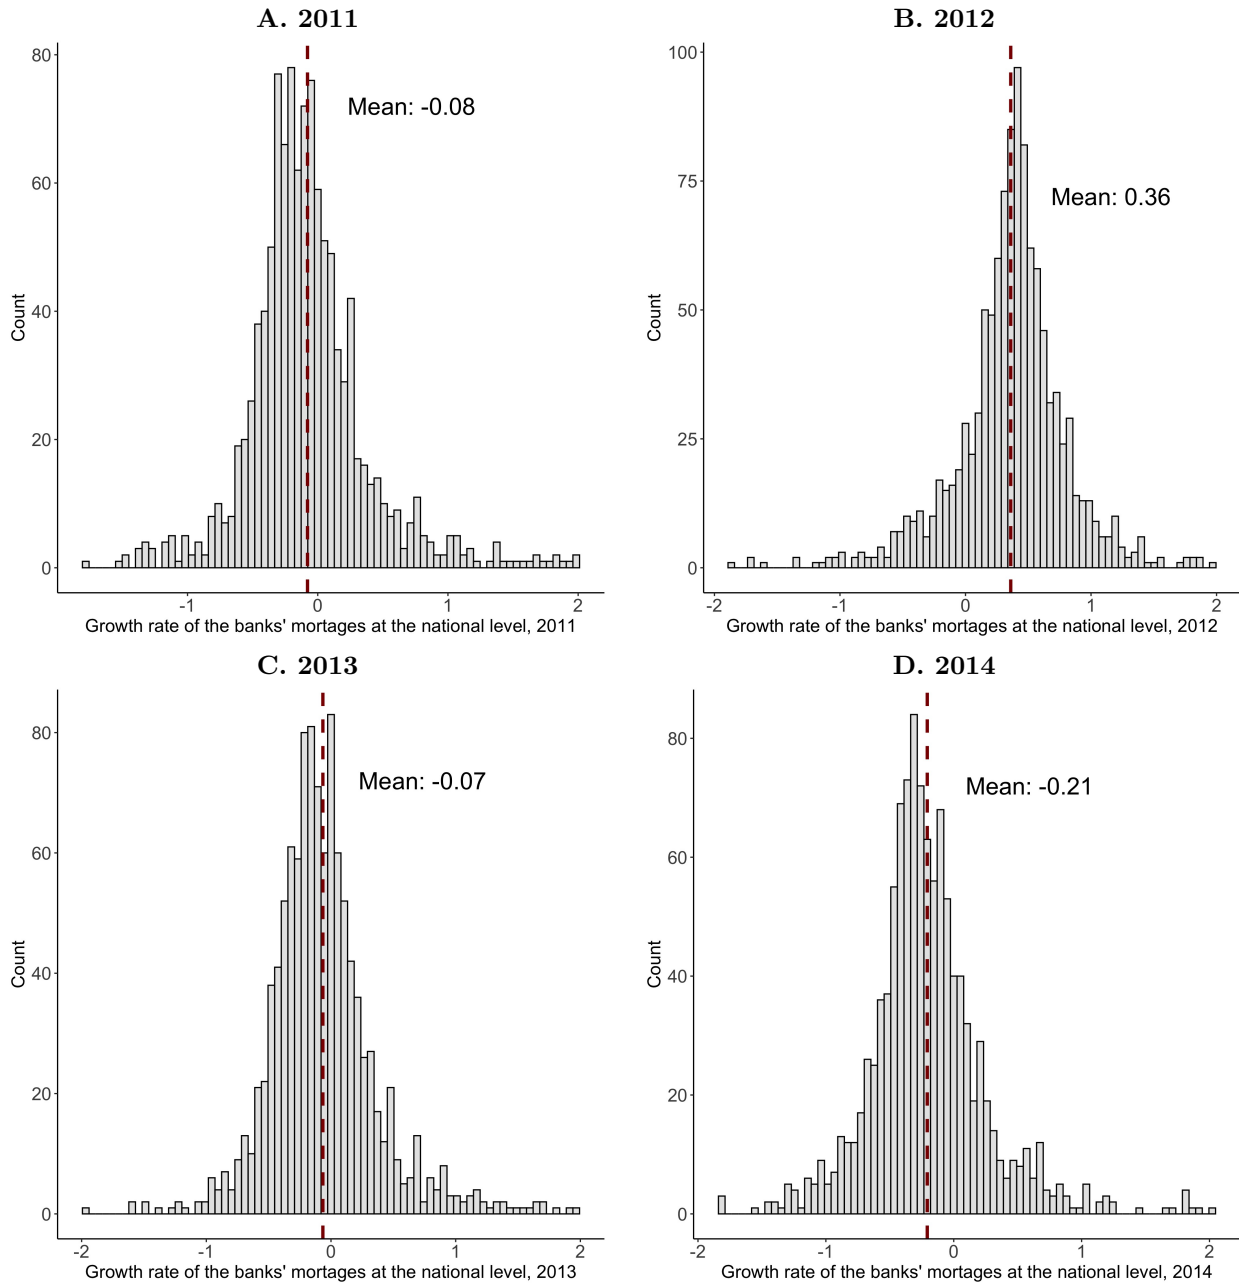 A. 2011
80
60
40
20
0
Count
Mean: -0.08
-1
0
1
2
Growth rate of the banks' mortages at the national level, 2011
B. 2012
100
75
50
25
0
Count
Mean: 0.36
-2
-1
0
1
2
Growth rate of the banks' mortages at the national level, 2012
C. 2013
80
60
40
20
0
Count
Mean: -0.07
-2
-1
0
1
2
Growth rate of the banks' mortages at the national level, 2013
D. 2014
80
60
40
20
0
Count
Mean: -0.21
-2
-1
0
1
2
Growth rate of the banks' mortages at the national level, 2014